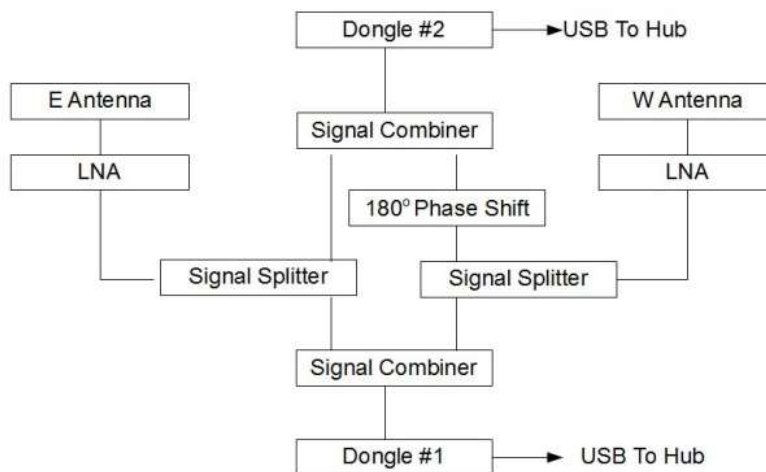 Dongle #2
USB To Hub
E Antenna
W Antenna
Signal Combiner
LNA
LNA
180° Phase Shift
Signal Splitter
Signal Splitter
Signal Combiner
Dongle #1
USB To Hub